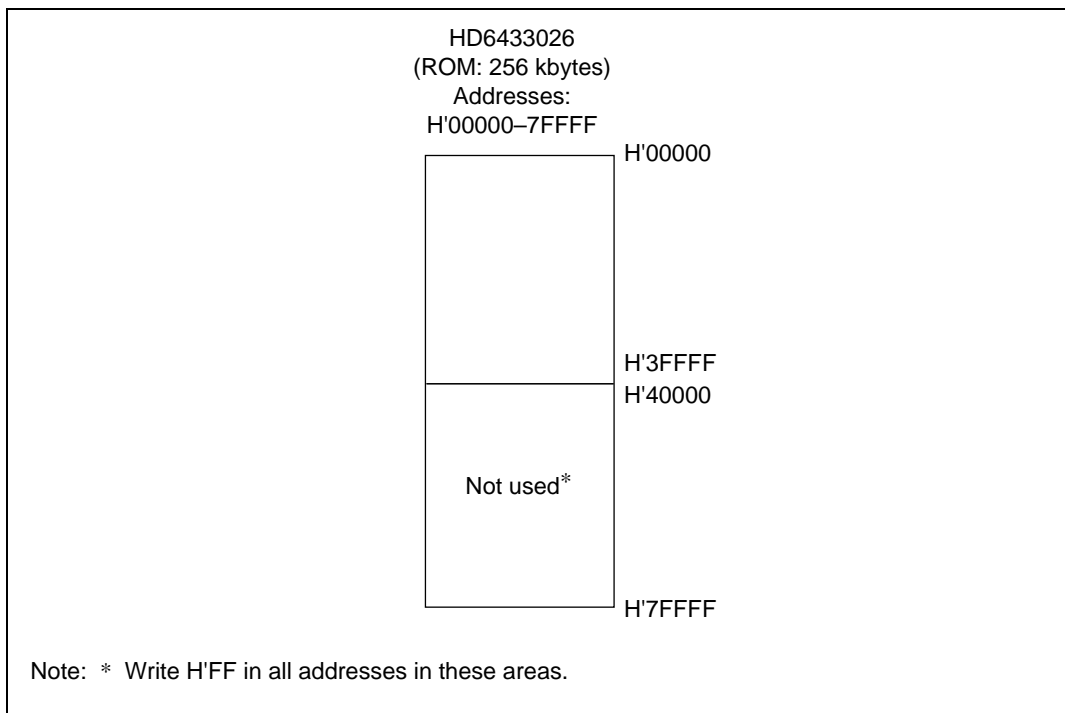 HD6433026
(ROM: 256 kbytes)
Addresses:
H'00000–7FFFF
H'00000
H'3FFFF
H'40000
Not used*
H'7FFFF
Note: * Write H'FF in all addresses in these areas.